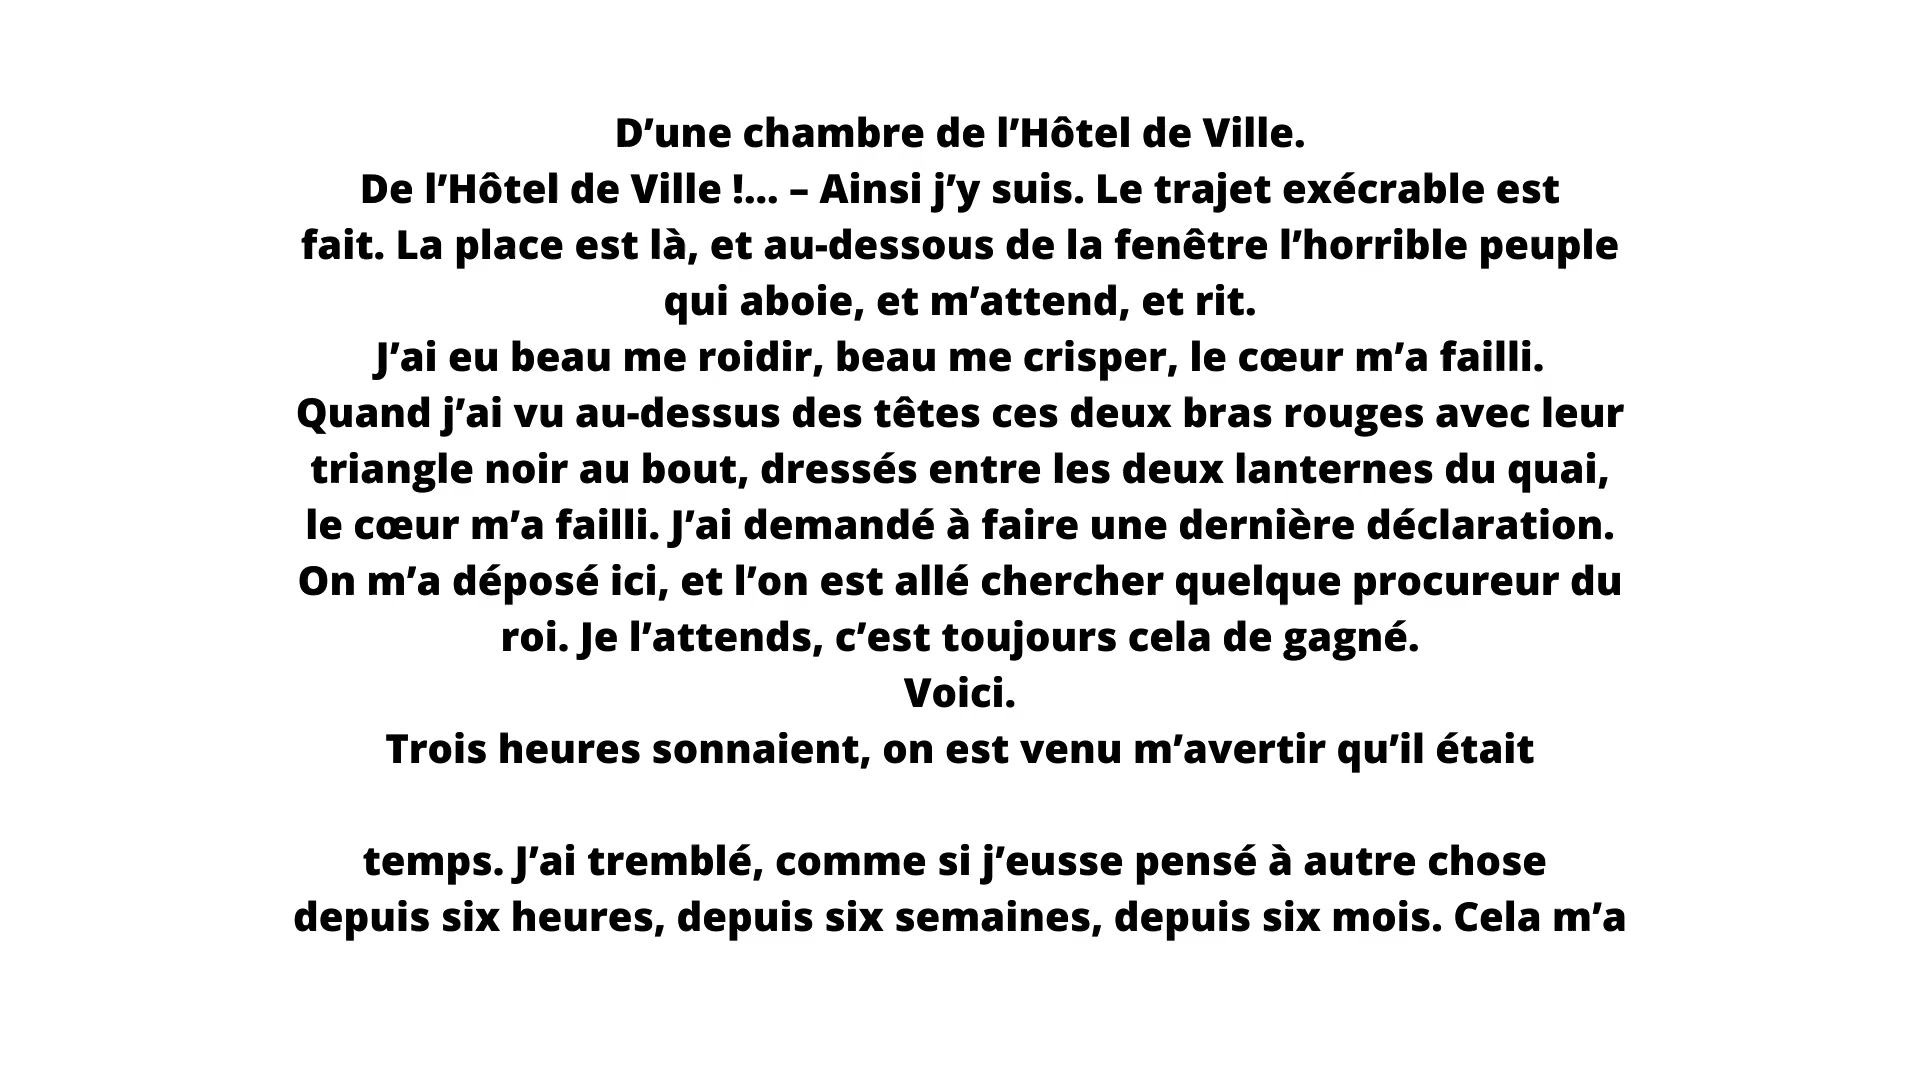 D’une chambre de l’Hôtel de Ville.
De l’Hôtel de Ville !... – Ainsi j’y suis. Le trajet exécrable est
fait. La place est là, et au-dessous de la fenêtre l’horrible peuple
qui aboie, et m’attend, et rit.
J’ai eu beau me roidir, beau me crisper, le cœur m’a failli.
Quand j’ai vu au-dessus des têtes ces deux bras rouges avec leur
triangle noir au bout, dressés entre les deux lanternes du quai,
le cœur m’a failli. J’ai demandé à faire une dernière déclaration.
On m’a déposé ici, et l’on est allé chercher quelque procureur du
roi. Je l’attends, c’est toujours cela de gagné.
Voici.
Trois heures sonnaient, on est venu m’avertir qu’il était
temps. J’ai tremblé, comme si j’eusse pensé à autre chose
depuis six heures, depuis six semaines, depuis six mois. Cela m’a